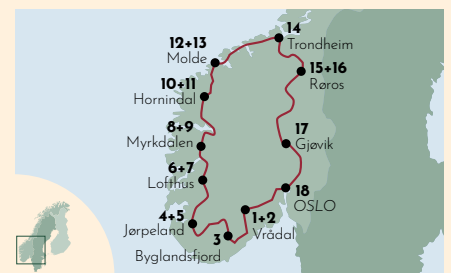 14
Trondheim
12+13
Molde
15+16
Røros
10+11
Hornindal
17
Gjøvik
8+9
Myrkdalen
6+7
Lofthus
18
OSLO
4+5
Jørpeland
1+2
Vrådal
3
Byglandsfjord